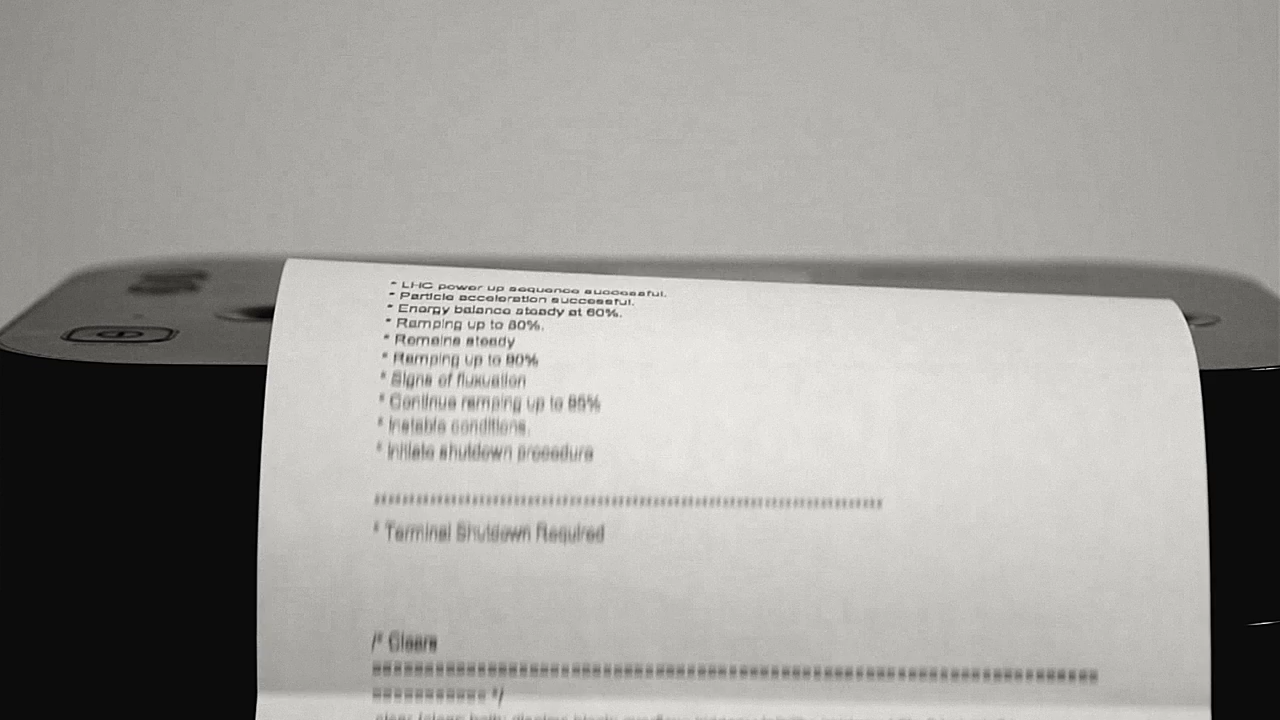 * LHC power up sequence successful.
* Particle acceleration successful.
* Energy balance steady at 60%.
* Ramping up to 80%.
* Remains steady
* Ramping up to 90%
* Signs of fluxuation
* Continue ramping up to 95%
* Instable conditions.
* Initiate shutdown procedure
* Terminal Shutdown Required
/* Clears
*/